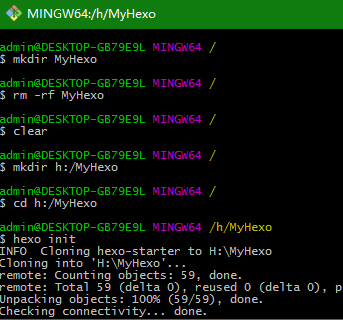 MINGW64:/h/MyHexo
admin@DESKTOP-GB79E9L MINGW64 /
$ mkdir MyHexo
admin@DESKTOP-GB79E9L MINGW64 /
$ rm -rf MyHexo
admin@DESKTOP-GB79E9L MINGW64 /
$ clear
admin@DESKTOP-GB79E9L MINGW64 /
$ mkdir h:/MyHexo
admin@DESKTOP-GB79E9L MINGW64 /
$ cd h:/MyHexo
admin@DESKTOP-GB79E9L MINGW64 /h/MyHexo
$ hexo init
INFO  Cloning hexo-starter to H:\MyHexo
Cloning into 'H:\MyHexo'...
remote: Counting objects: 59, done.
remote: Total 59 (delta 0), reused 0 (delta 0), p
Unpacking objects: 100% (59/59), done.
Checking connectivity... done.